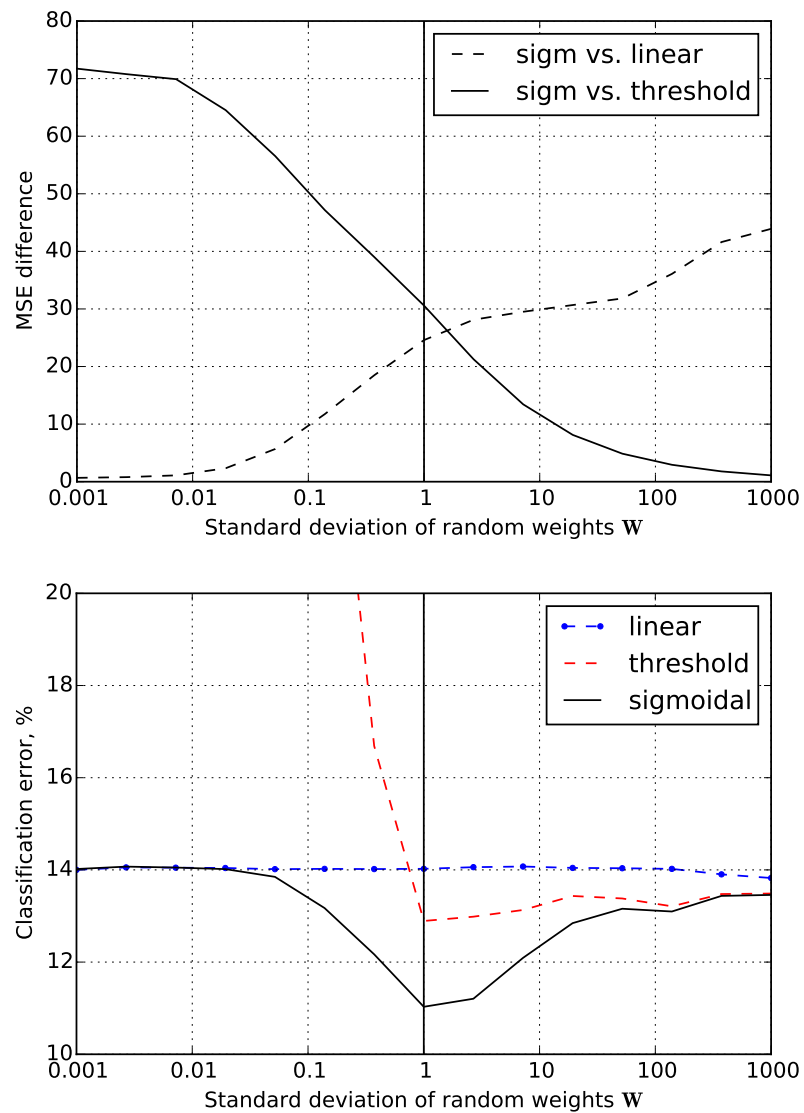 80
70
60
50
40
30
20
10
0
MSE difference
sigm vs. linear
sigm vs. threshold
0.001 0.01 0.1 1 10 100 1000
Standard deviation of random weights W
20
18
16
14
12
10
Classification error, %
linear
threshold
sigmoidal
0.001 0.01 0.1 1 10 100 1000
Standard deviation of random weights W